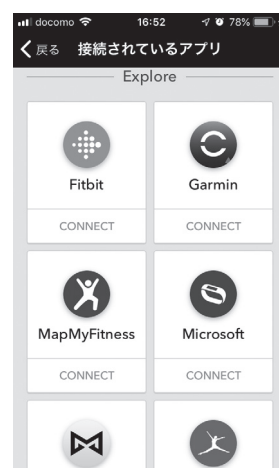 docomo 16:52 78%
戻る 接続されているアプリ
Explore
Fitbit Garmin
CONNECT CONNECT
MapMyFitness Microsoft
CONNECT CONNECT